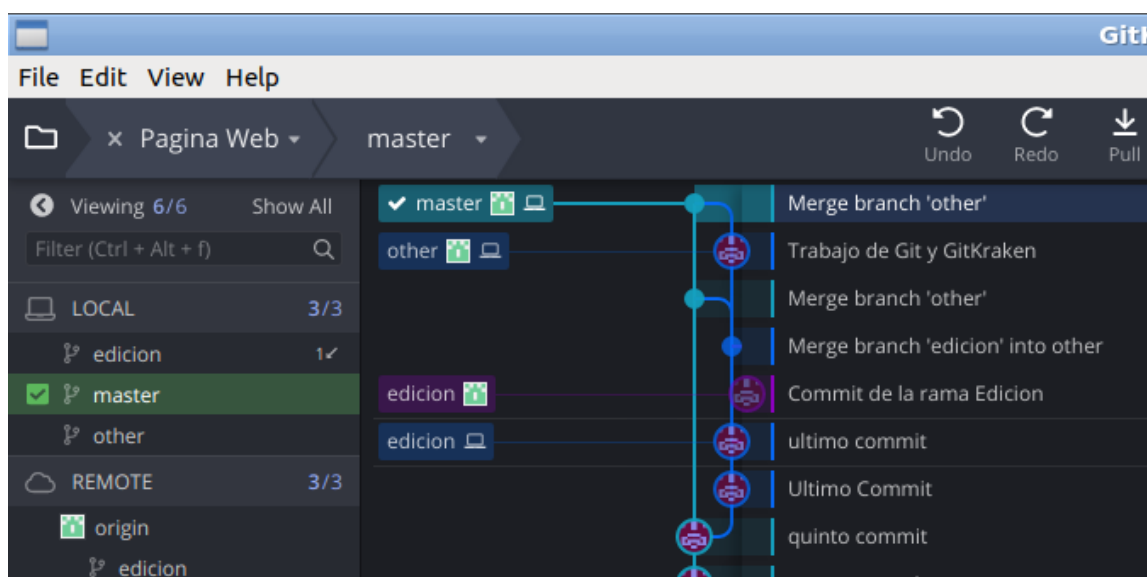 GitK
File Edit View Help
× Pagina Web master
Undo Redo Pull
Viewing 6/6 Show All
Filter (Ctrl + Alt + f)
LOCAL 3/3
edicion 1
master
other
REMOTE 3/3
origin
edicion
master Merge branch 'other'
other Trabajo de Git y GitKraken
Merge branch 'other'
Merge branch 'edicion' into other
edicion Commit de la rama Edicion
edicion ultimo commit
Ultimo Commit
quinto commit